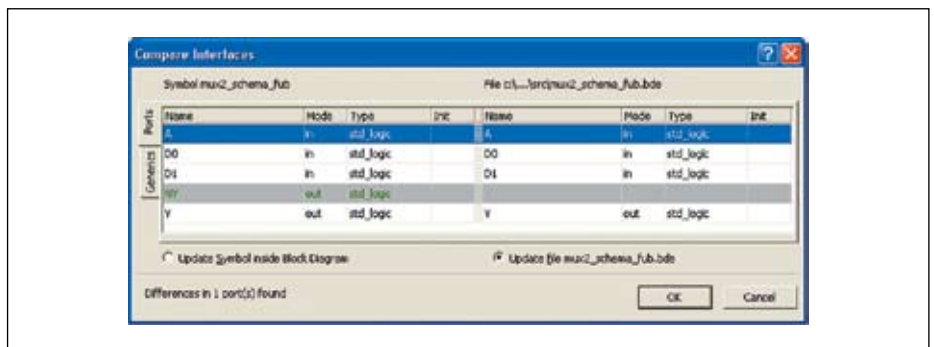 Compare Interfaces
Symbol mux2_schema_fub File c:\...\src\mux2_schema_fub.bde
Ports
Generics
Name Mode Type Init Name Mode Type Init
A in std_logic A in std_logic
D0 in std_logic D0 in std_logic
D1 in std_logic D1 in std_logic
NY out std_logic
Y out std_logic Y out std_logic
Update Symbol inside Block Diagram Update file mux2_schema_fub.bde
Differences in 1 port(s) found OK Cancel